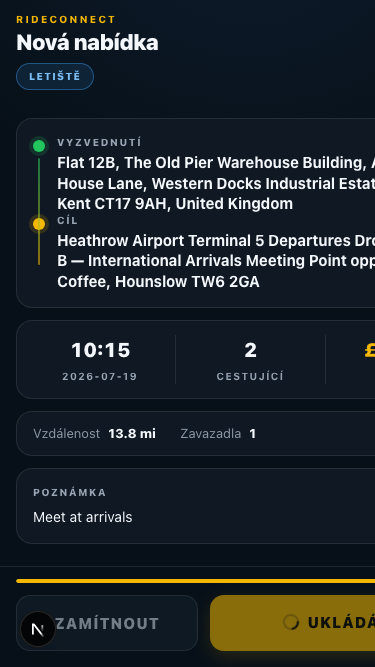 RIDECONNECT
Nová nabídka
LETIŠTĚ
VYZVEDNUTÍ
Flat 12B, The Old Pier Warehouse Building,
House Lane, Western Docks Industrial Estat
Kent CT17 9AH, United Kingdom
CÍL
Heathrow Airport Terminal 5 Departures Dro
B — International Arrivals Meeting Point opp
Coffee, Hounslow TW6 2GA
10:15
2
£
2026-07-19
CESTUJÍCÍ
Vzdálenost 13.8 mi Zavazadla 1
POZNÁMKA
Meet at arrivals
N ZAMÍTNOUT
UKLÁDÁ